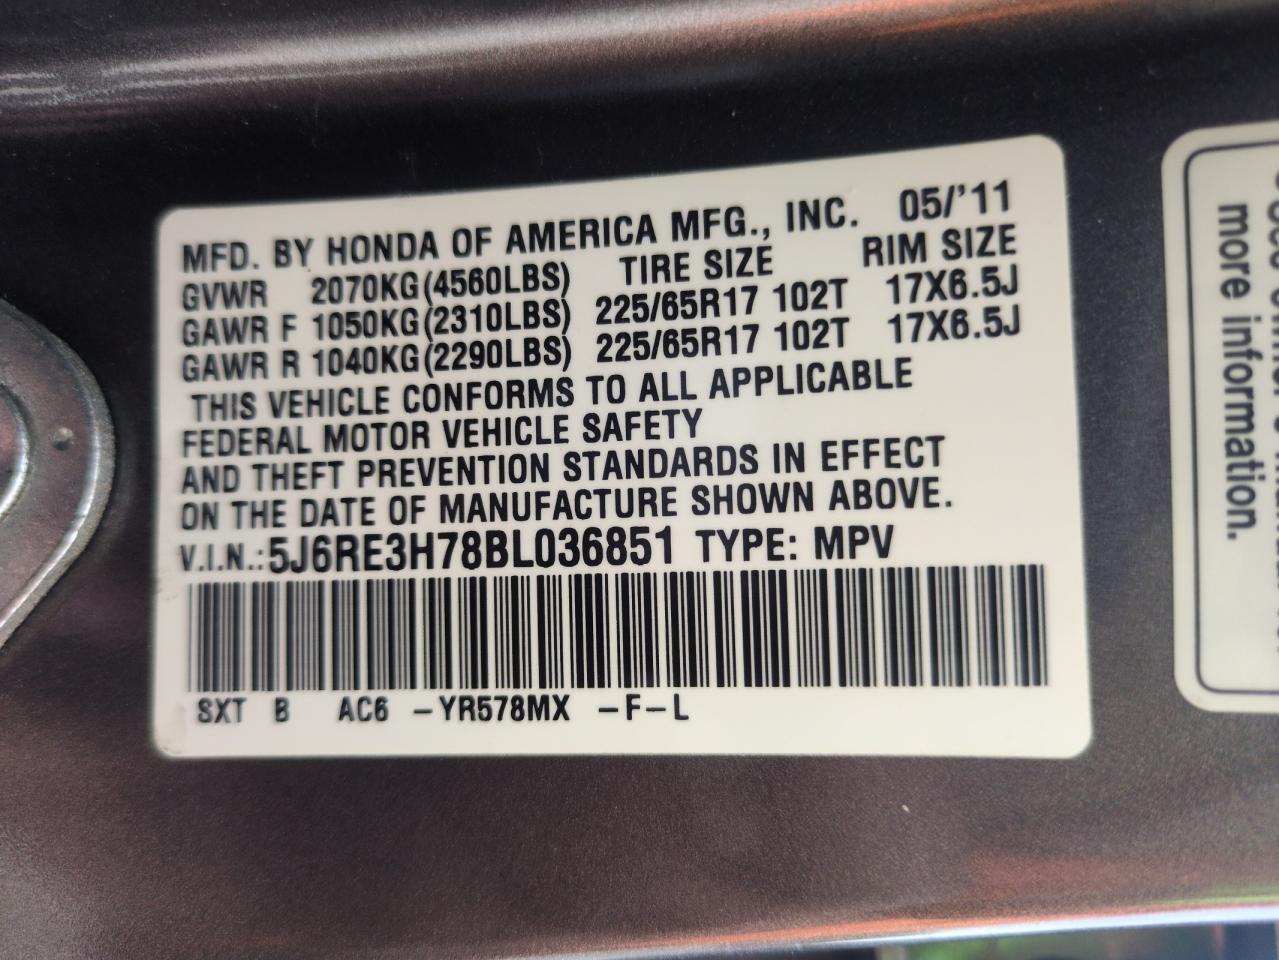 MFD. BY HONDA OF AMERICA MFG., INC. 05/'11
GVWR 2070KG(4560LBS) TIRE SIZE RIM SIZE
GAWR F 1050KG(2310LBS) 225/65R17 102T 17X6.5J
GAWR R 1040KG(2290LBS) 225/65R17 102T 17X6.5J
THIS VEHICLE CONFORMS TO ALL APPLICABLE
FEDERAL MOTOR VEHICLE SAFETY
AND THEFT PREVENTION STANDARDS IN EFFECT
ON THE DATE OF MANUFACTURE SHOWN ABOVE.
V.I.N.:5J6RE3H78BL036851 TYPE: MPV
SXT B AC6 -YR578MX -F-L
more information.